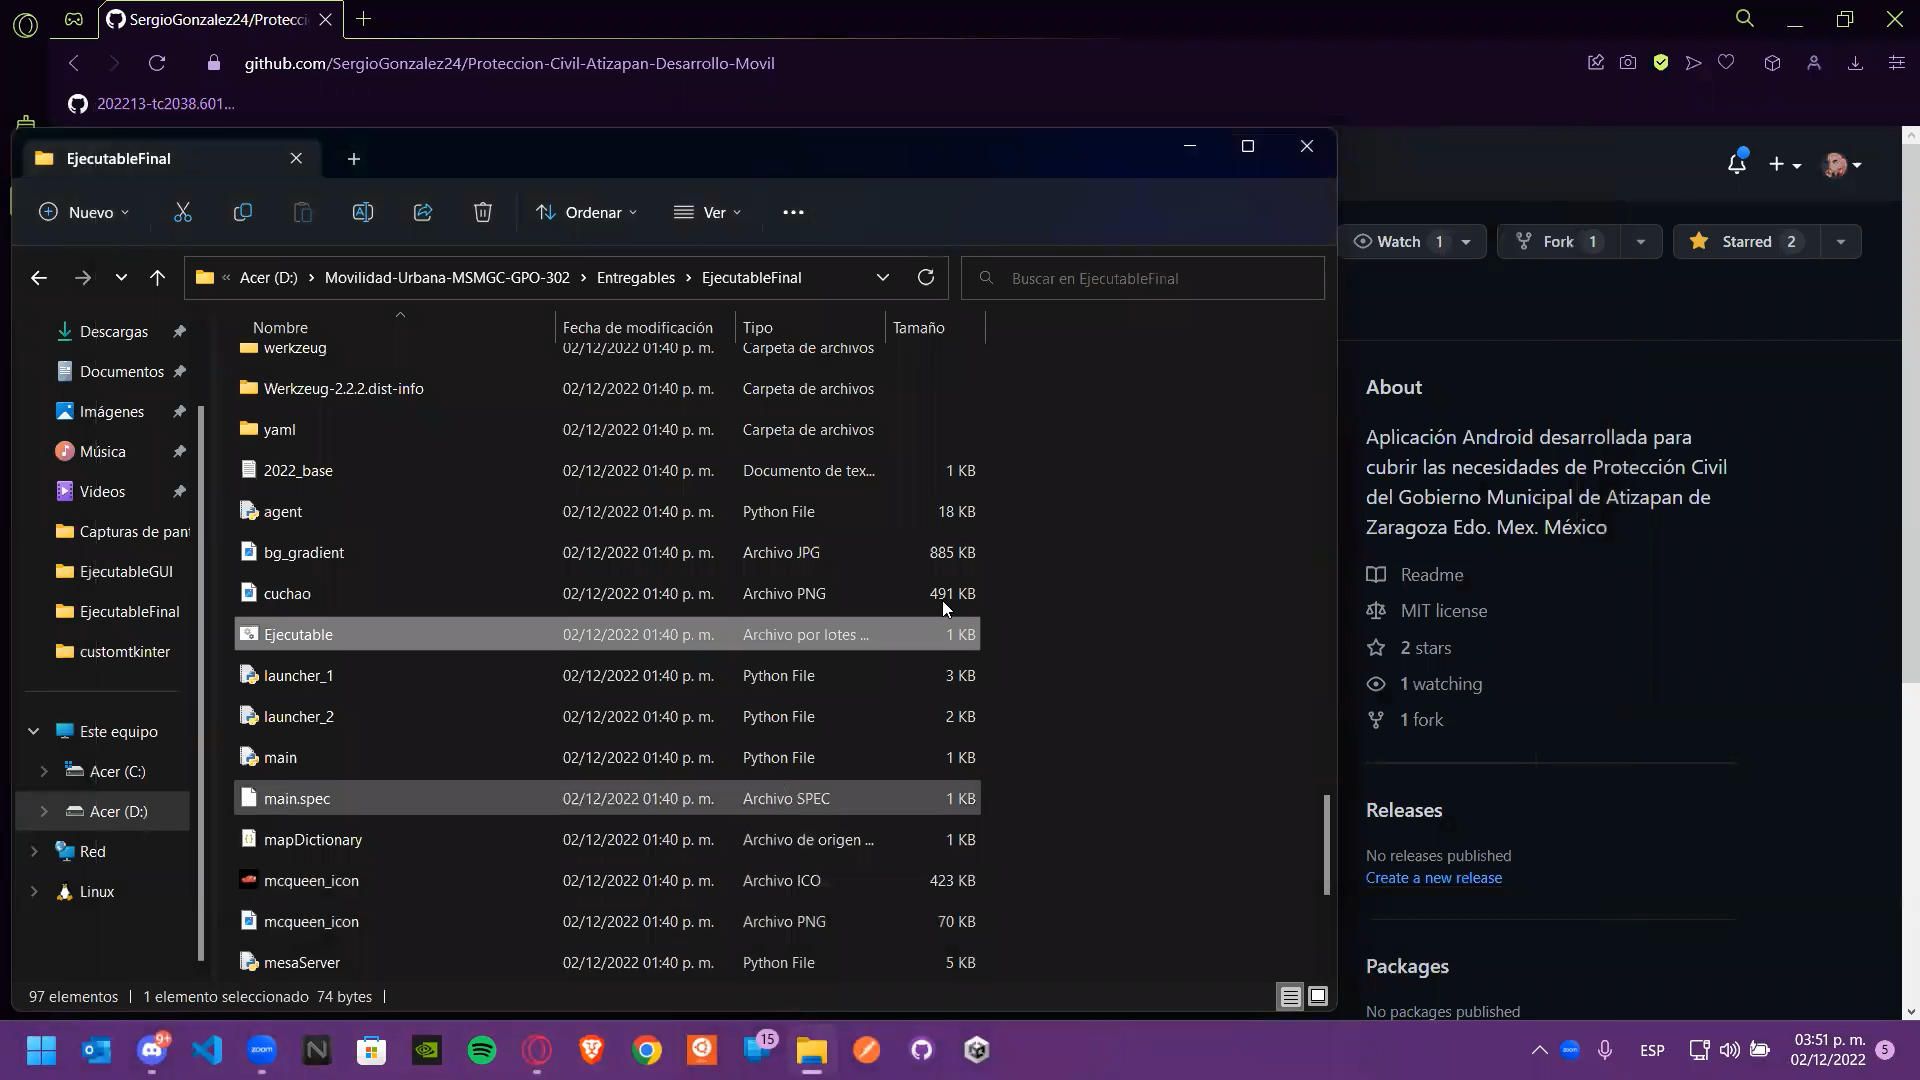 SergioGonzalez24/Protecci
github.com/SergioGonzalez24/Proteccion-Civil-Atizapan-Desarrollo-Movil
202213-tc2038.601...
EjecutableFinal
Nuevo
Ordenar
Ver
« Acer (D:) > Movilidad-Urbana-MSMGC-GPO-302 > Entregables > EjecutableFinal
Buscar en EjecutableFinal
Watch 1
Fork 1
Starred 2
Descargas
Documentos
Imágenes
Música
Videos
Capturas de pant
EjecutableGUI
EjecutableFinal
customtkinter
Este equipo
Acer (C:)
Acer (D:)
Red
Linux
Nombre Fecha de modificación Tipo Tamaño
werkzeug 02/12/2022 01:40 p. m. Carpeta de archivos
Werkzeug-2.2.2.dist-info 02/12/2022 01:40 p. m. Carpeta de archivos
yaml 02/12/2022 01:40 p. m. Carpeta de archivos
2022_base 02/12/2022 01:40 p. m. Documento de tex... 1 KB
agent 02/12/2022 01:40 p. m. Python File 18 KB
bg_gradient 02/12/2022 01:40 p. m. Archivo JPG 885 KB
cuchao 02/12/2022 01:40 p. m. Archivo PNG 491 KB
Ejecutable 02/12/2022 01:40 p. m. Archivo por lotes ... 1 KB
launcher_1 02/12/2022 01:40 p. m. Python File 3 KB
launcher_2 02/12/2022 01:40 p. m. Python File 2 KB
main 02/12/2022 01:40 p. m. Python File 1 KB
main.spec 02/12/2022 01:40 p. m. Archivo SPEC 1 KB
mapDictionary 02/12/2022 01:40 p. m. Archivo de origen ... 1 KB
mcqueen_icon 02/12/2022 01:40 p. m. Archivo ICO 423 KB
mcqueen_icon 02/12/2022 01:40 p. m. Archivo PNG 70 KB
mesaServer 02/12/2022 01:40 p. m. Python File 5 KB
97 elementos | 1 elemento seleccionado 74 bytes |
About
Aplicación Android desarrollada para
cubrir las necesidades de Protección Civil
del Gobierno Municipal de Atizapan de
Zaragoza Edo. Mex. México
Readme
MIT license
2 stars
1 watching
1 fork
Releases
No releases published
Create a new release
Packages
No packages published
9+
zoom
N
15
zoom
ESP
03:51 p. m.
02/12/2022
5